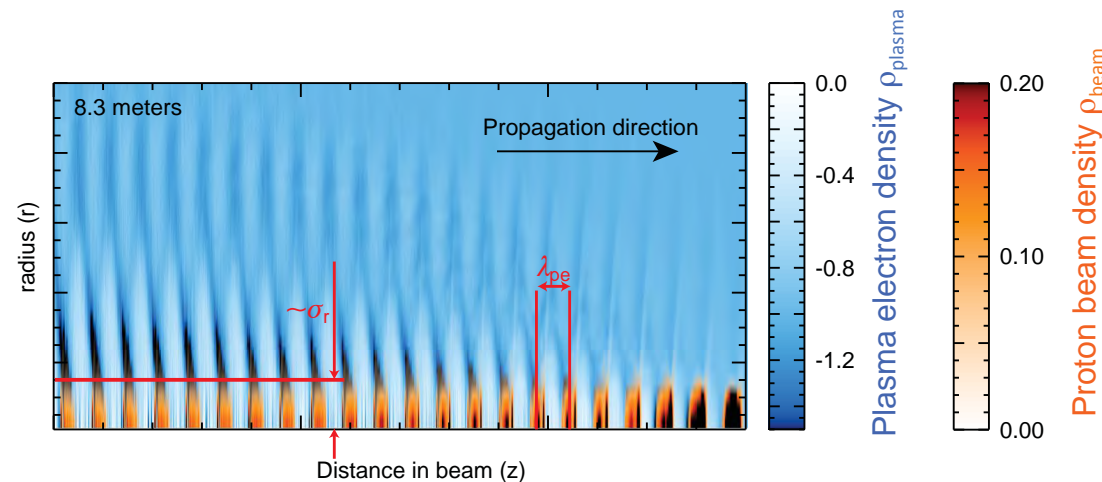 8.3 meters
Propagation direction
λpe
~σr
radius (r)
Distance in beam (z)
0.0
-0.4
-0.8
-1.2
Plasma electron density ρplasma
0.20
0.10
0.00
Proton beam density ρbeam